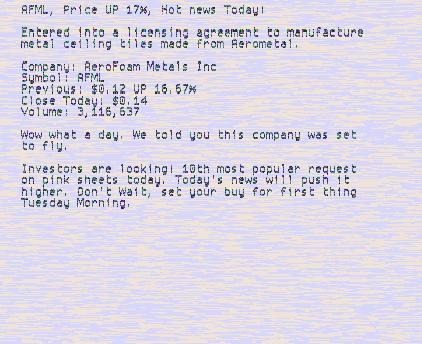 AFML, Price UP 17%, Hot news Today!
Entered into a licensing agreement to manufacture
metal ceiling tiles made from Aerometal.
Company: AeroFoam Metals Inc
Symbol: AFML
Previous: $0.12 UP 16.67%
Close Today: $0.14
Volume: 3,116,637
Wow what a day. We told you this company was set
to fly.
Investors are looking! 10th most popular request
on pink sheets today. Today's news will push it
higher. Don't Wait, set your buy for first thing
Tuesday Morning.